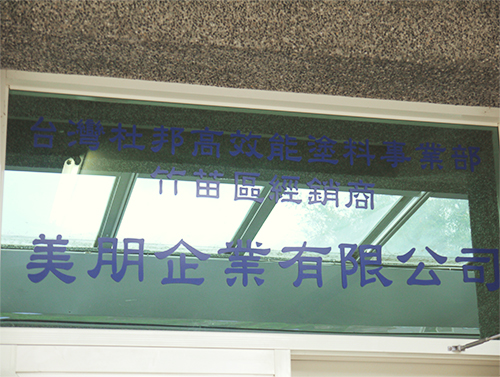 台灣杜邦高效能塗料事業部
竹苗區經銷商
美朋企業有限公司